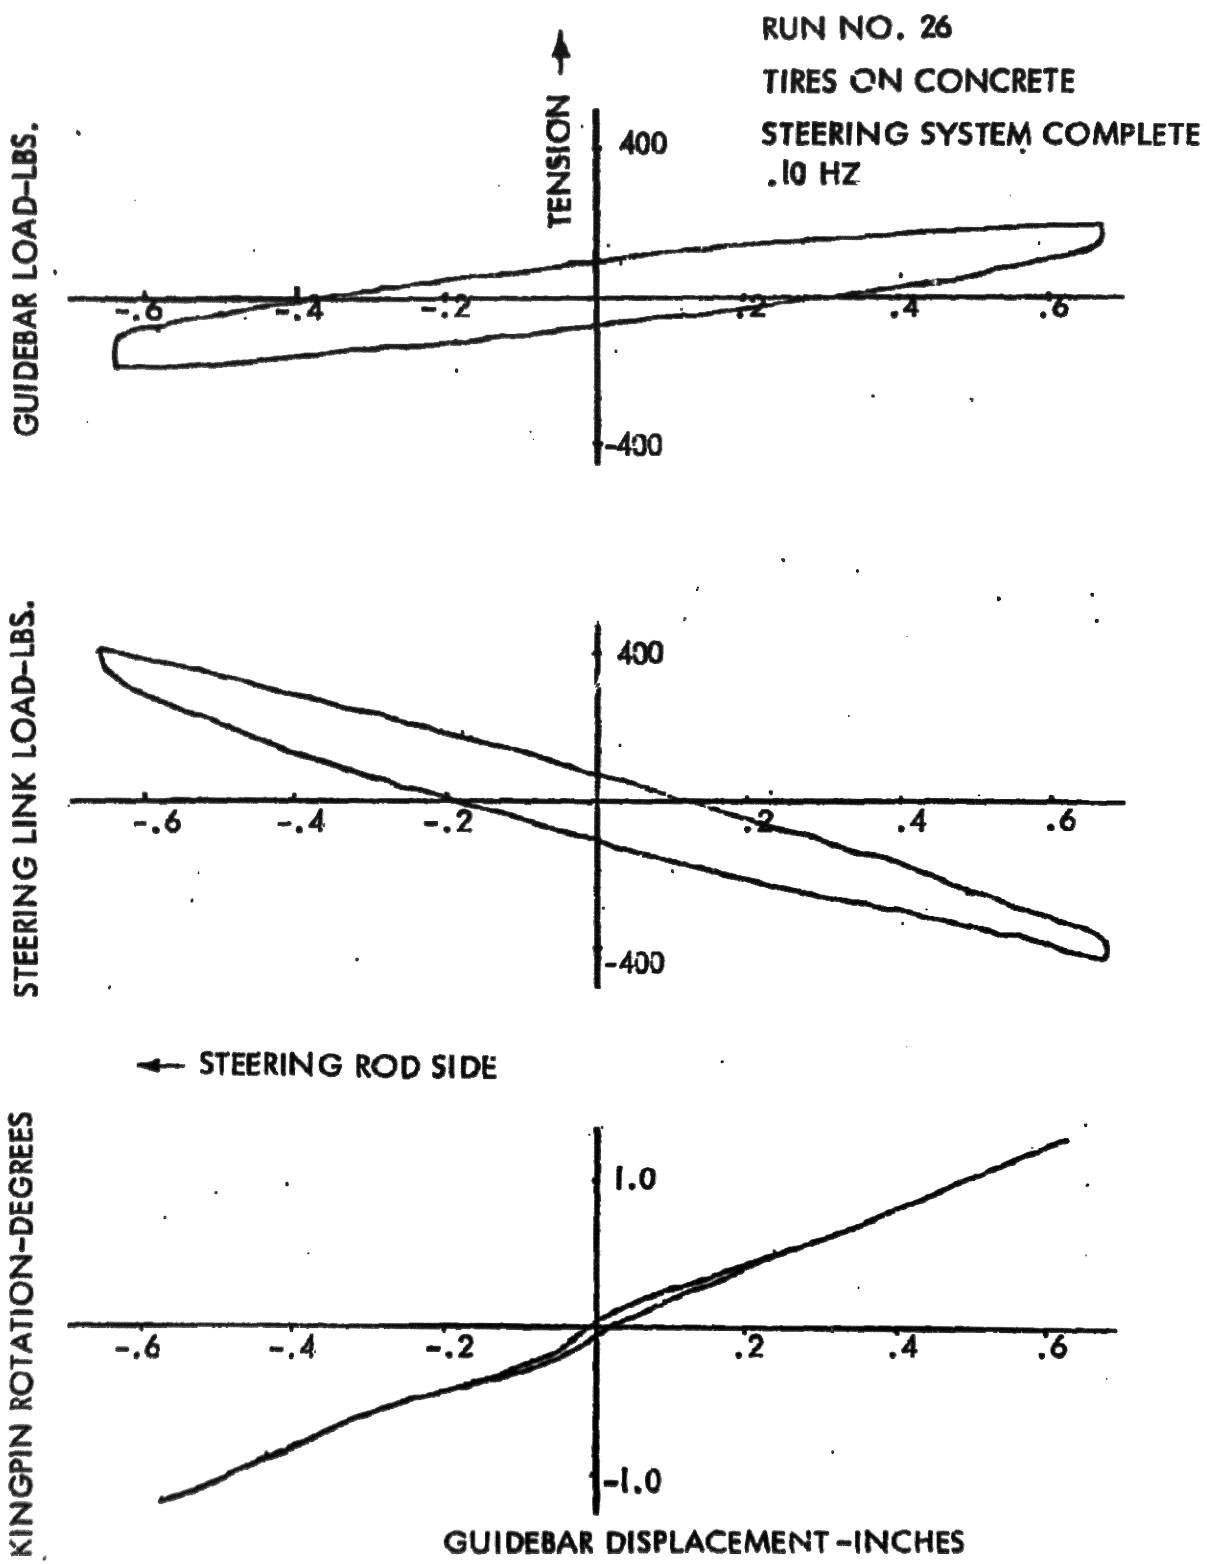 RUN NO. 26
TIRES ON CONCRETE
STEERING SYSTEM COMPLETE
.10 HZ
TENSION
GUIDEBAR LOAD-LBS.
400
-.6 -.4 -.2 .2 .4 .6
-400
STEERING LINK LOAD-LBS.
400
-.6 -.4 -.2 .2 .4 .6
-400
STEERING ROD SIDE
KINGPIN ROTATION-DEGREES
1.0
-.6 -.4 -.2 .2 .4 .6
-1.0
GUIDEBAR DISPLACEMENT-INCHES